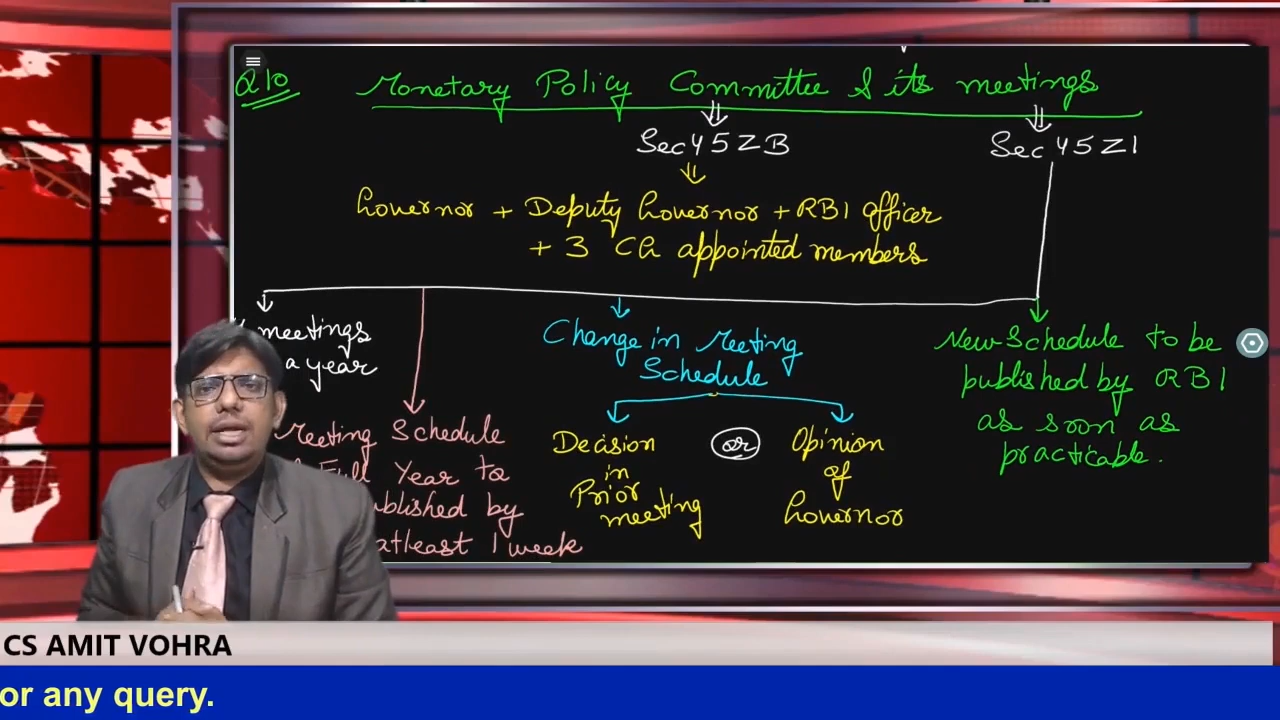 Q10 Monetary Policy Committee & its meetings
Sec 45ZB
Sec 45ZI
Governor + Deputy Governor + RBI officer
+ 3 CG appointed members
meetings
a year
Meeting Schedule
Full Year to
blished by
atleast 1 week
Change in Meeting
Schedule
Decision
in
Prior
meeting
or
Opinion
of
Governor
New Schedule to be
published by RBI
as soon as
practicable.
CS AMIT VOHRA
or any query.